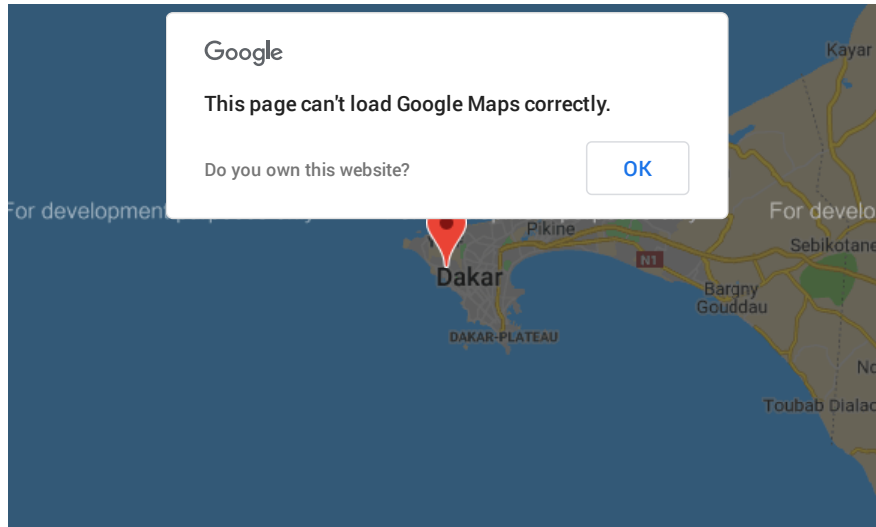 Google
This page can't load Google Maps correctly.
Do you own this website?
OK
Kayar
For development
For develo
Pikine
Sebikotane
N1
Dakar
Bargny
Gouddau
DAKAR-PLATEAU
Toubab Dialac